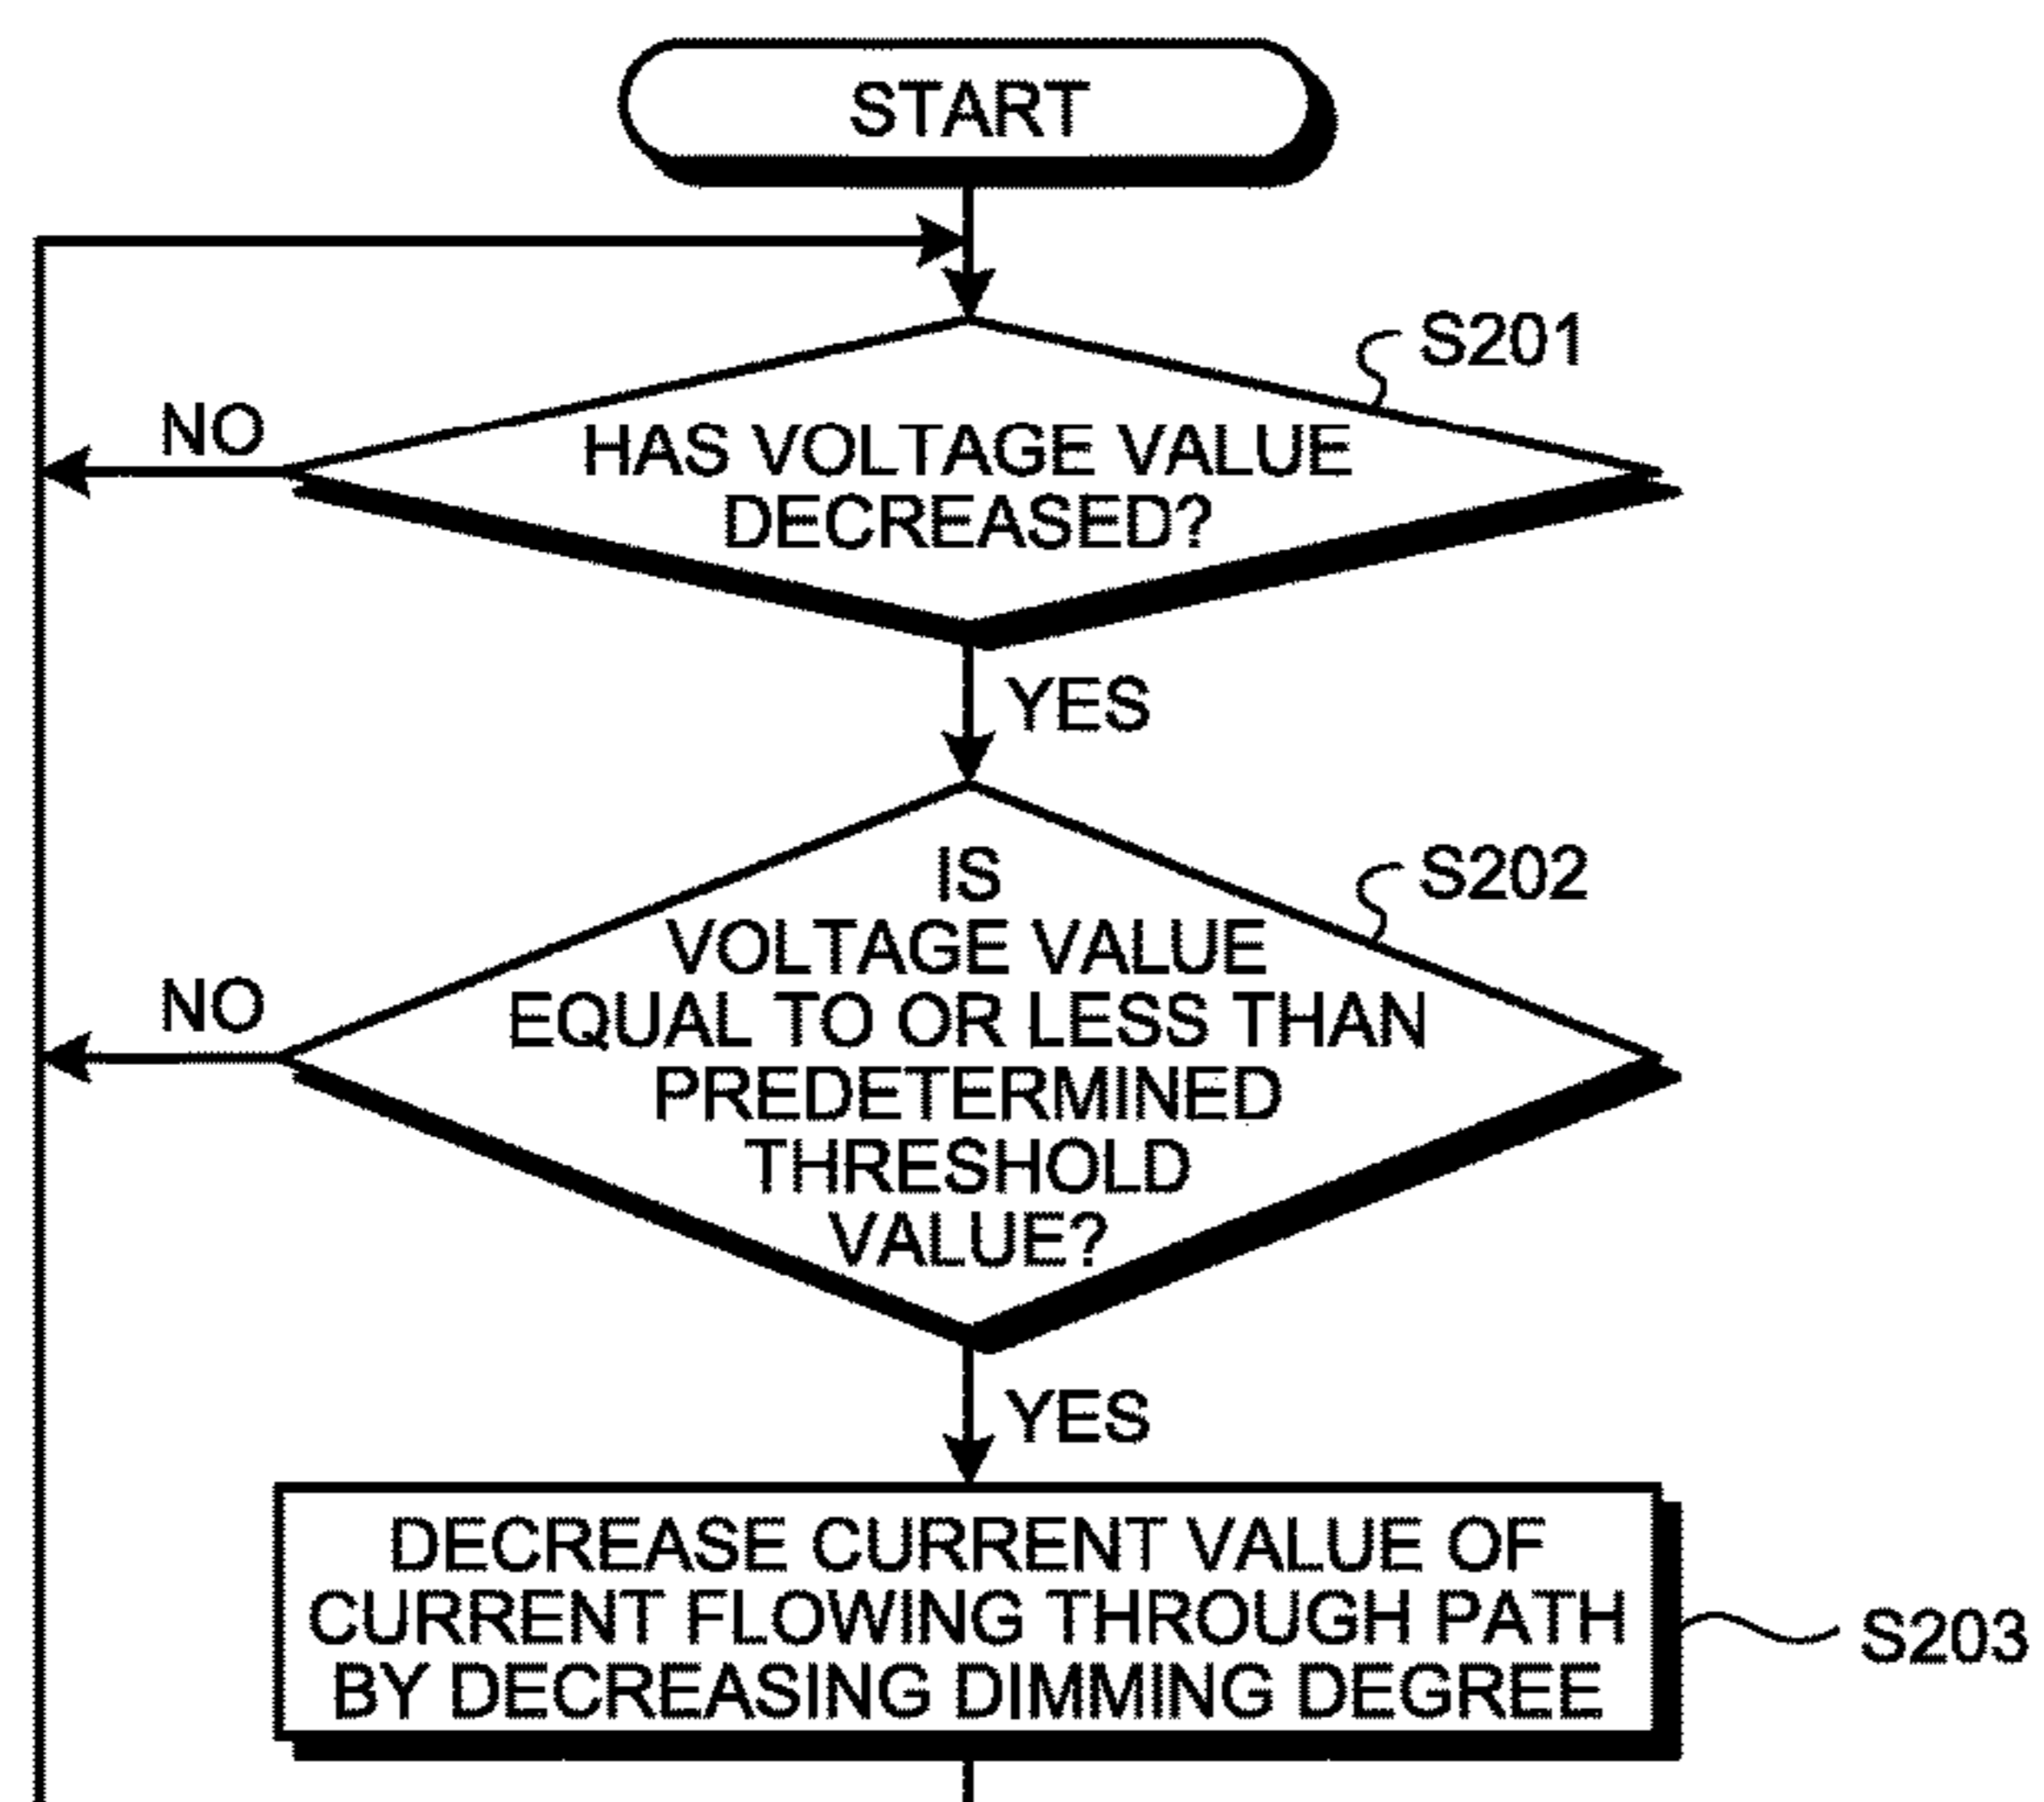 START
S201
NO
HAS VOLTAGE VALUE
DECREASED?
YES
S202
IS
VOLTAGE VALUE
EQUAL TO OR LESS THAN
PREDETERMINED
THRESHOLD
VALUE?
NO
YES
DECREASE CURRENT VALUE OF
CURRENT FLOWING THROUGH PATH
BY DECREASING DIMMING DEGREE
S203